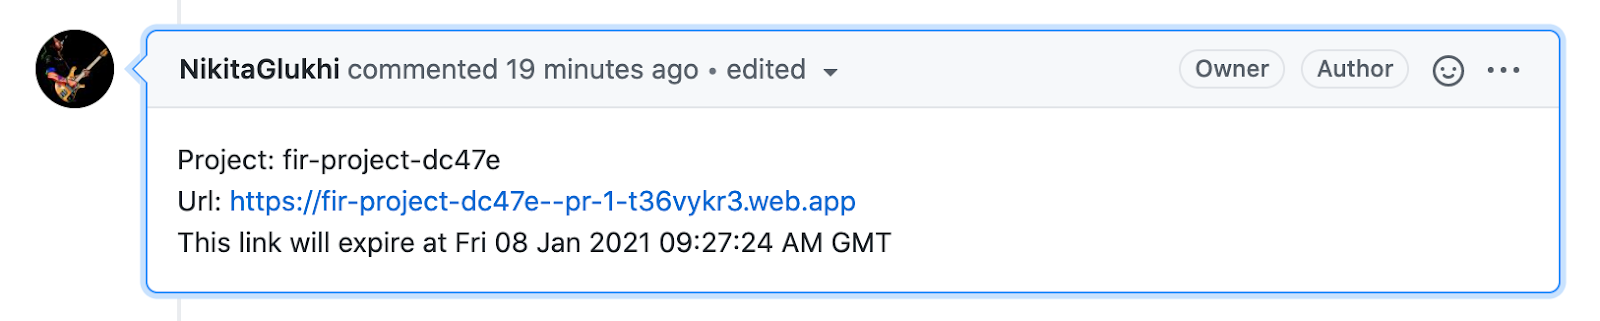 NikitaGlukhi commented 19 minutes ago • edited Owner Author
Project: fir-project-dc47e
Url: https://fir-project-dc47e--pr-1-t36vykr3.web.app
This link will expire at Fri 08 Jan 2021 09:27:24 AM GMT